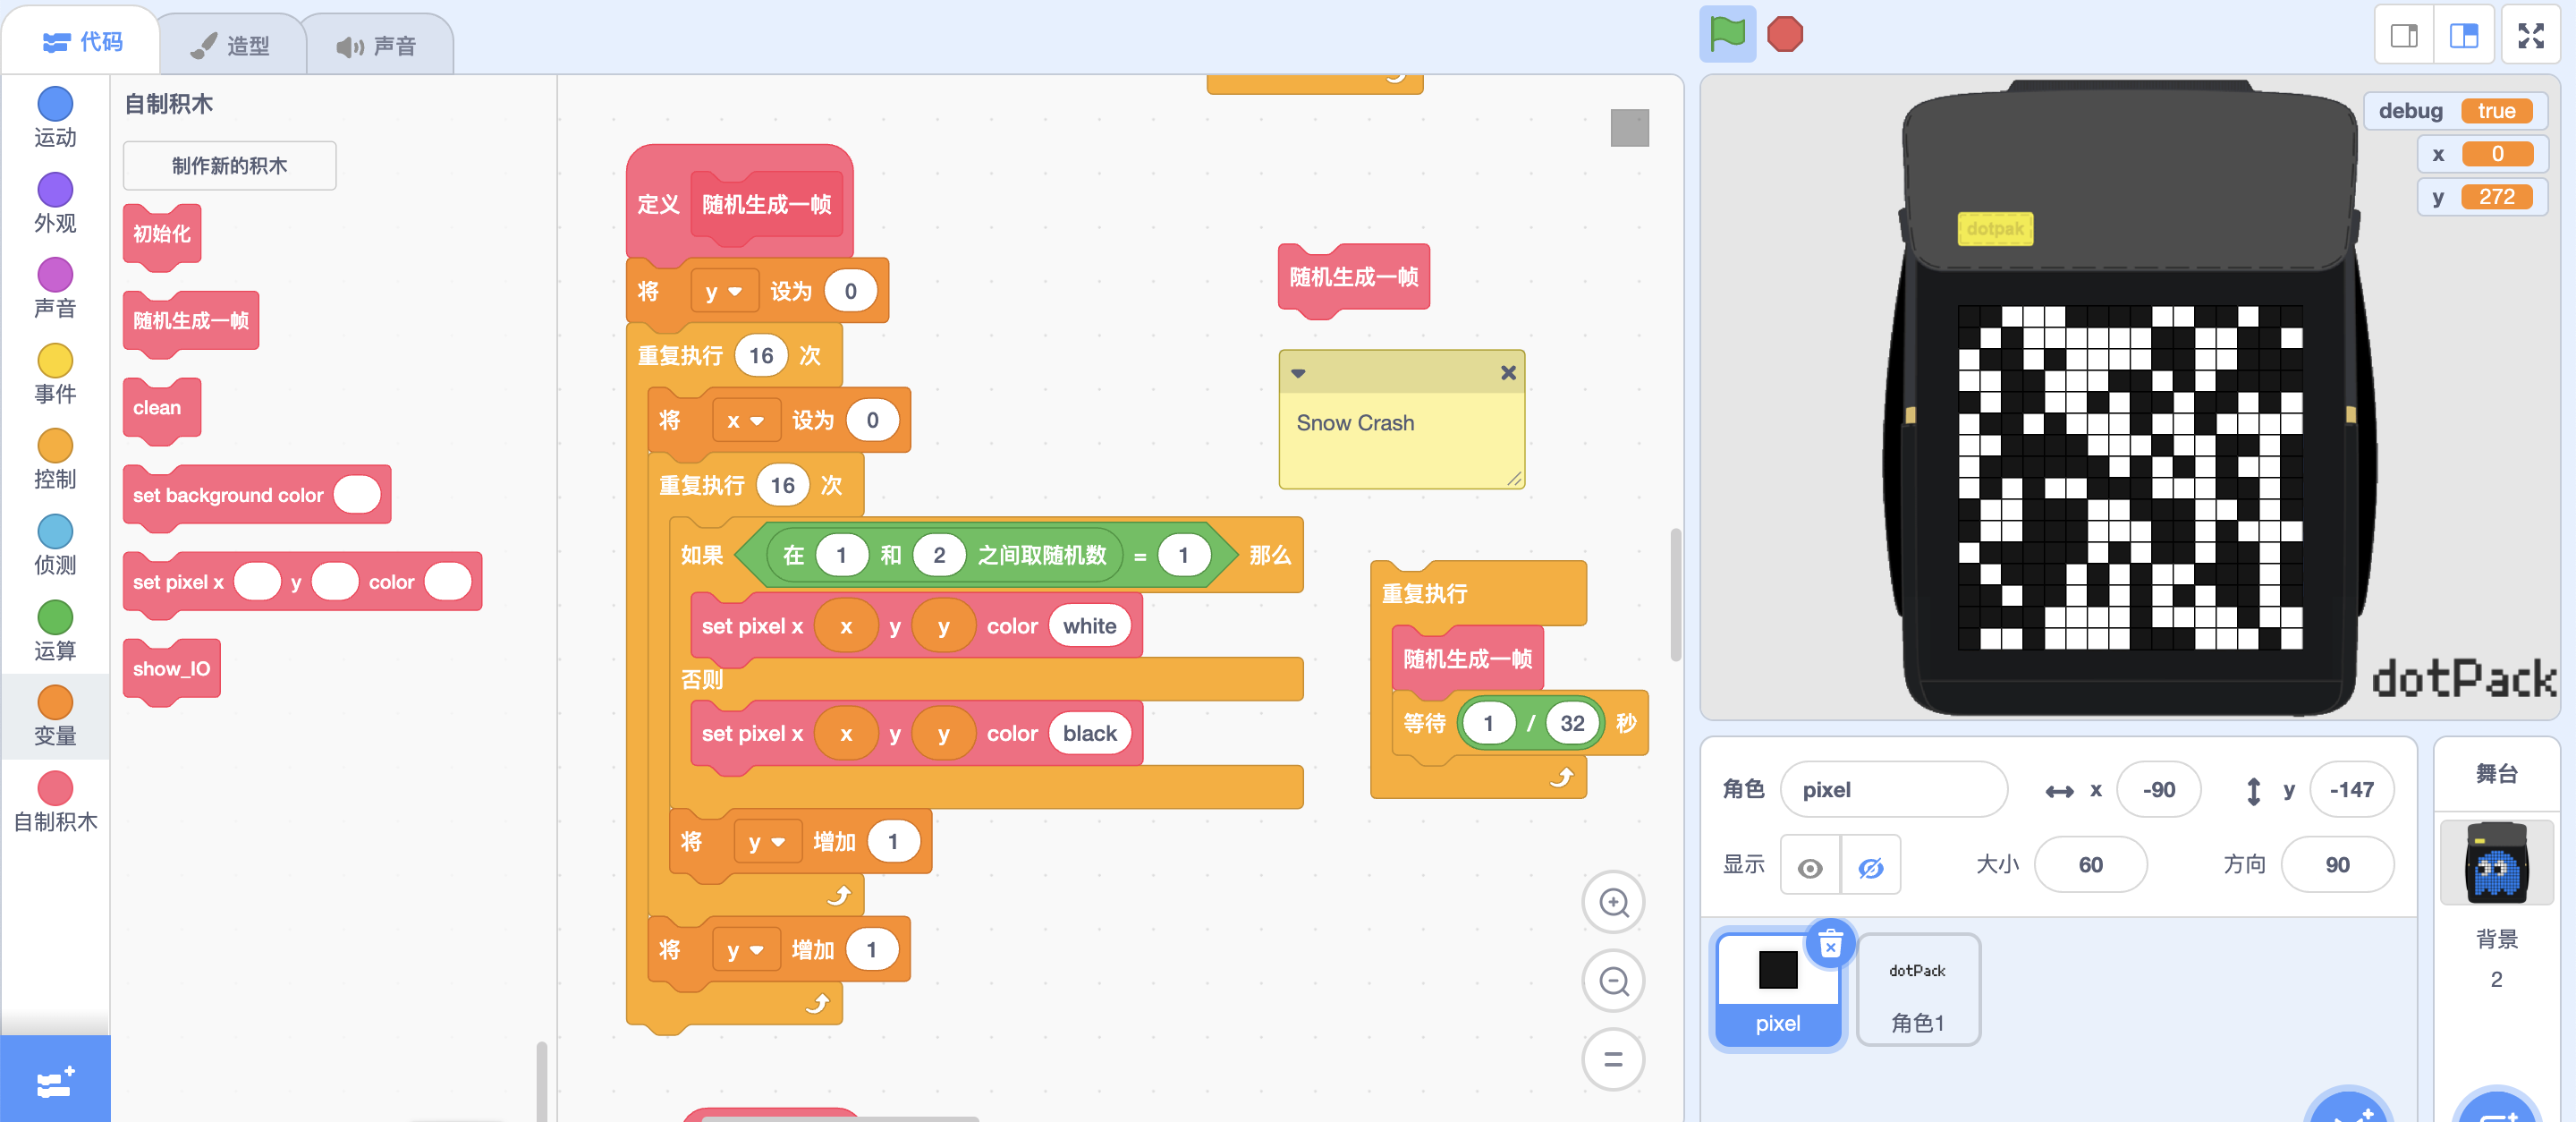 代码
造型
声音
运动
外观
声音
事件
控制
侦测
运算
变量
自制积木
自制积木
制作新的积木
初始化
随机生成一帧
clean
set background color
set pixel x y color
show_IO
定义 随机生成一帧
将 y 设为 0
重复执行 16 次
将 x 设为 0
重复执行 16 次
如果 在 1 和 2 之间取随机数 = 1 那么
set pixel x x y y color white
否则
set pixel x x y y color black
将 y 增加 1
将 y 增加 1
随机生成一帧
Snow Crash
重复执行
随机生成一帧
等待 1 / 32 秒
debug true
x 0
y 272
dotpak
dotPack
角色 pixel x -90 y -147
显示 大小 60 方向 90
pixel
dotPack
角色1
舞台
背景
2